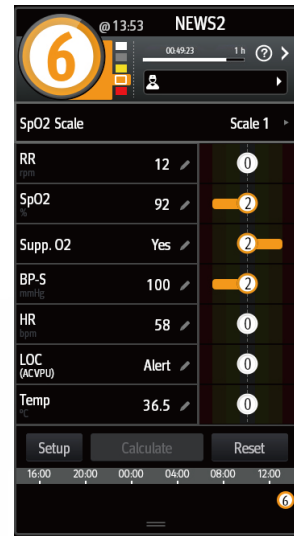 @ 13:53 NEWS2
6
00:49:23 1 h ?
SpO2 Scale Scale 1
RR 12 0
rpm
SpO2 92 2
%
Supp. O2 Yes 2
BP-S 100 2
mmHg
HR 58 0
bpm
LOC Alert 0
(ACVPU)
Temp 36.5 0
°C
Setup Calculate Reset
16:00 20:00 00:00 04:00 08:00 12:00
6